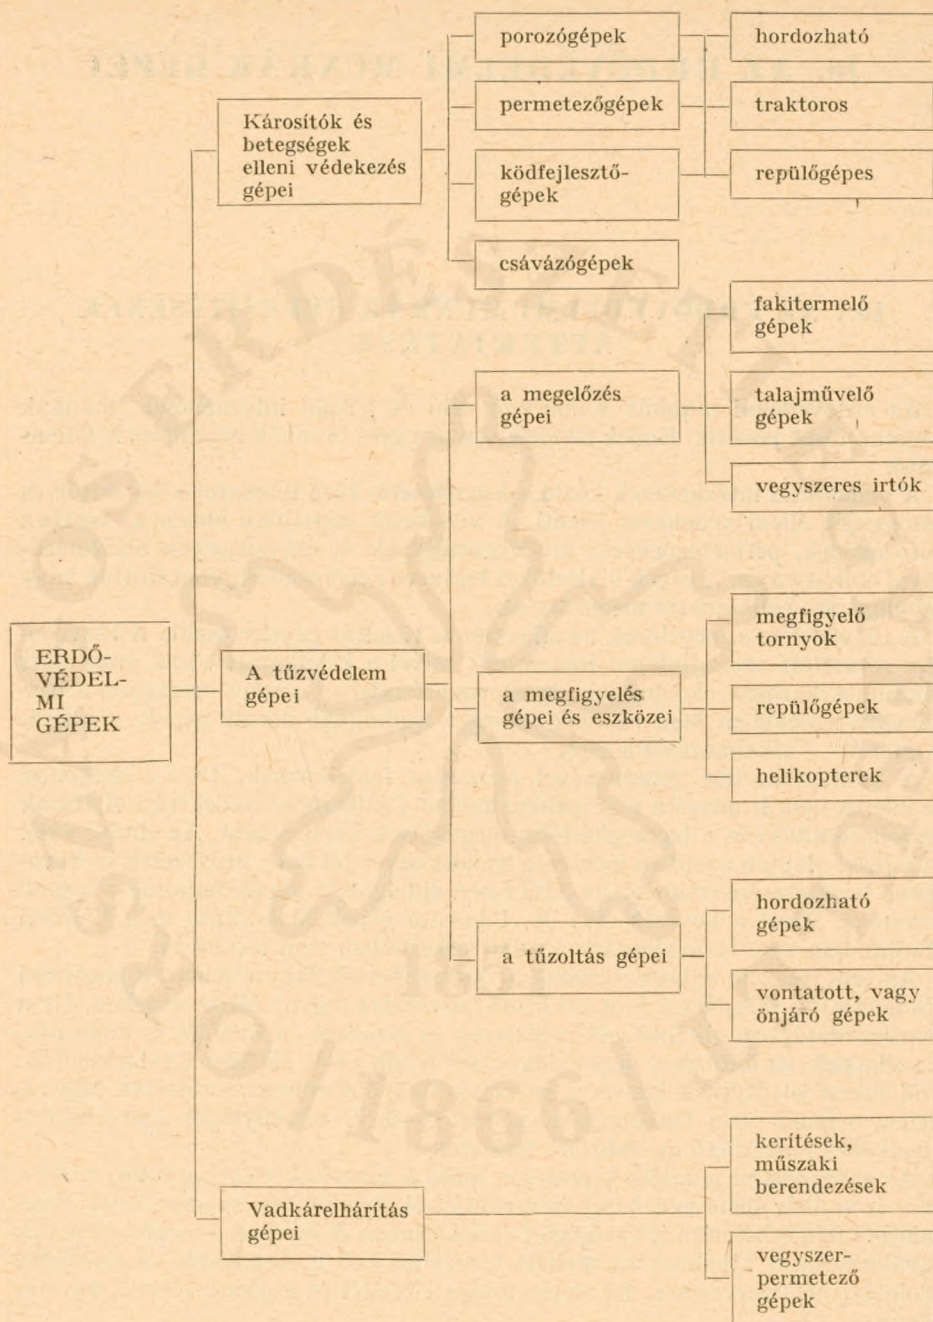 ERDŐ-
VÉDEL-
MI
GÉPEK
Károsítók és
betegségek
elleni védekezés
gépei
porozógépek
permetezőgépek
ködfejlesztő-
gépek
csávázógépek
hordozható
traktoros
repülőgépes
A tűzvédelem
gépei
a megelőzés
gépei
fakitermelő
gépek
talajművelő
gépek
vegyszeres irtók
a megfigyelés
gépei és eszközei
megfigyelő
tornyok
repülőgépek
helikopterek
a tűzoltás gépei
hordozható
gépek
vontatott, vagy
önjáró gépek
Vadkárelhárítás
gépei
kerítések,
műszaki
berendezések
vegyszer-
permetező
gépek
1866